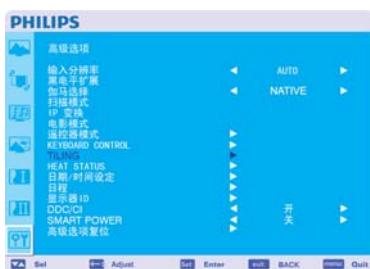 PHILIPS
高级选项
输入分辨率 AUTO
黑电平扩展
伽马选择 NATIVE
扫描模式
IP 变换
电影模式
遥控器模式
KEYBOARD CONTROL
TILING
HEAT STATUS
日期/时间设定
日程
显示器ID
DDC/CI 开
SMART POWER 关
高级选项复位
Sel Adjust Set Enter exit BACK menu Quit